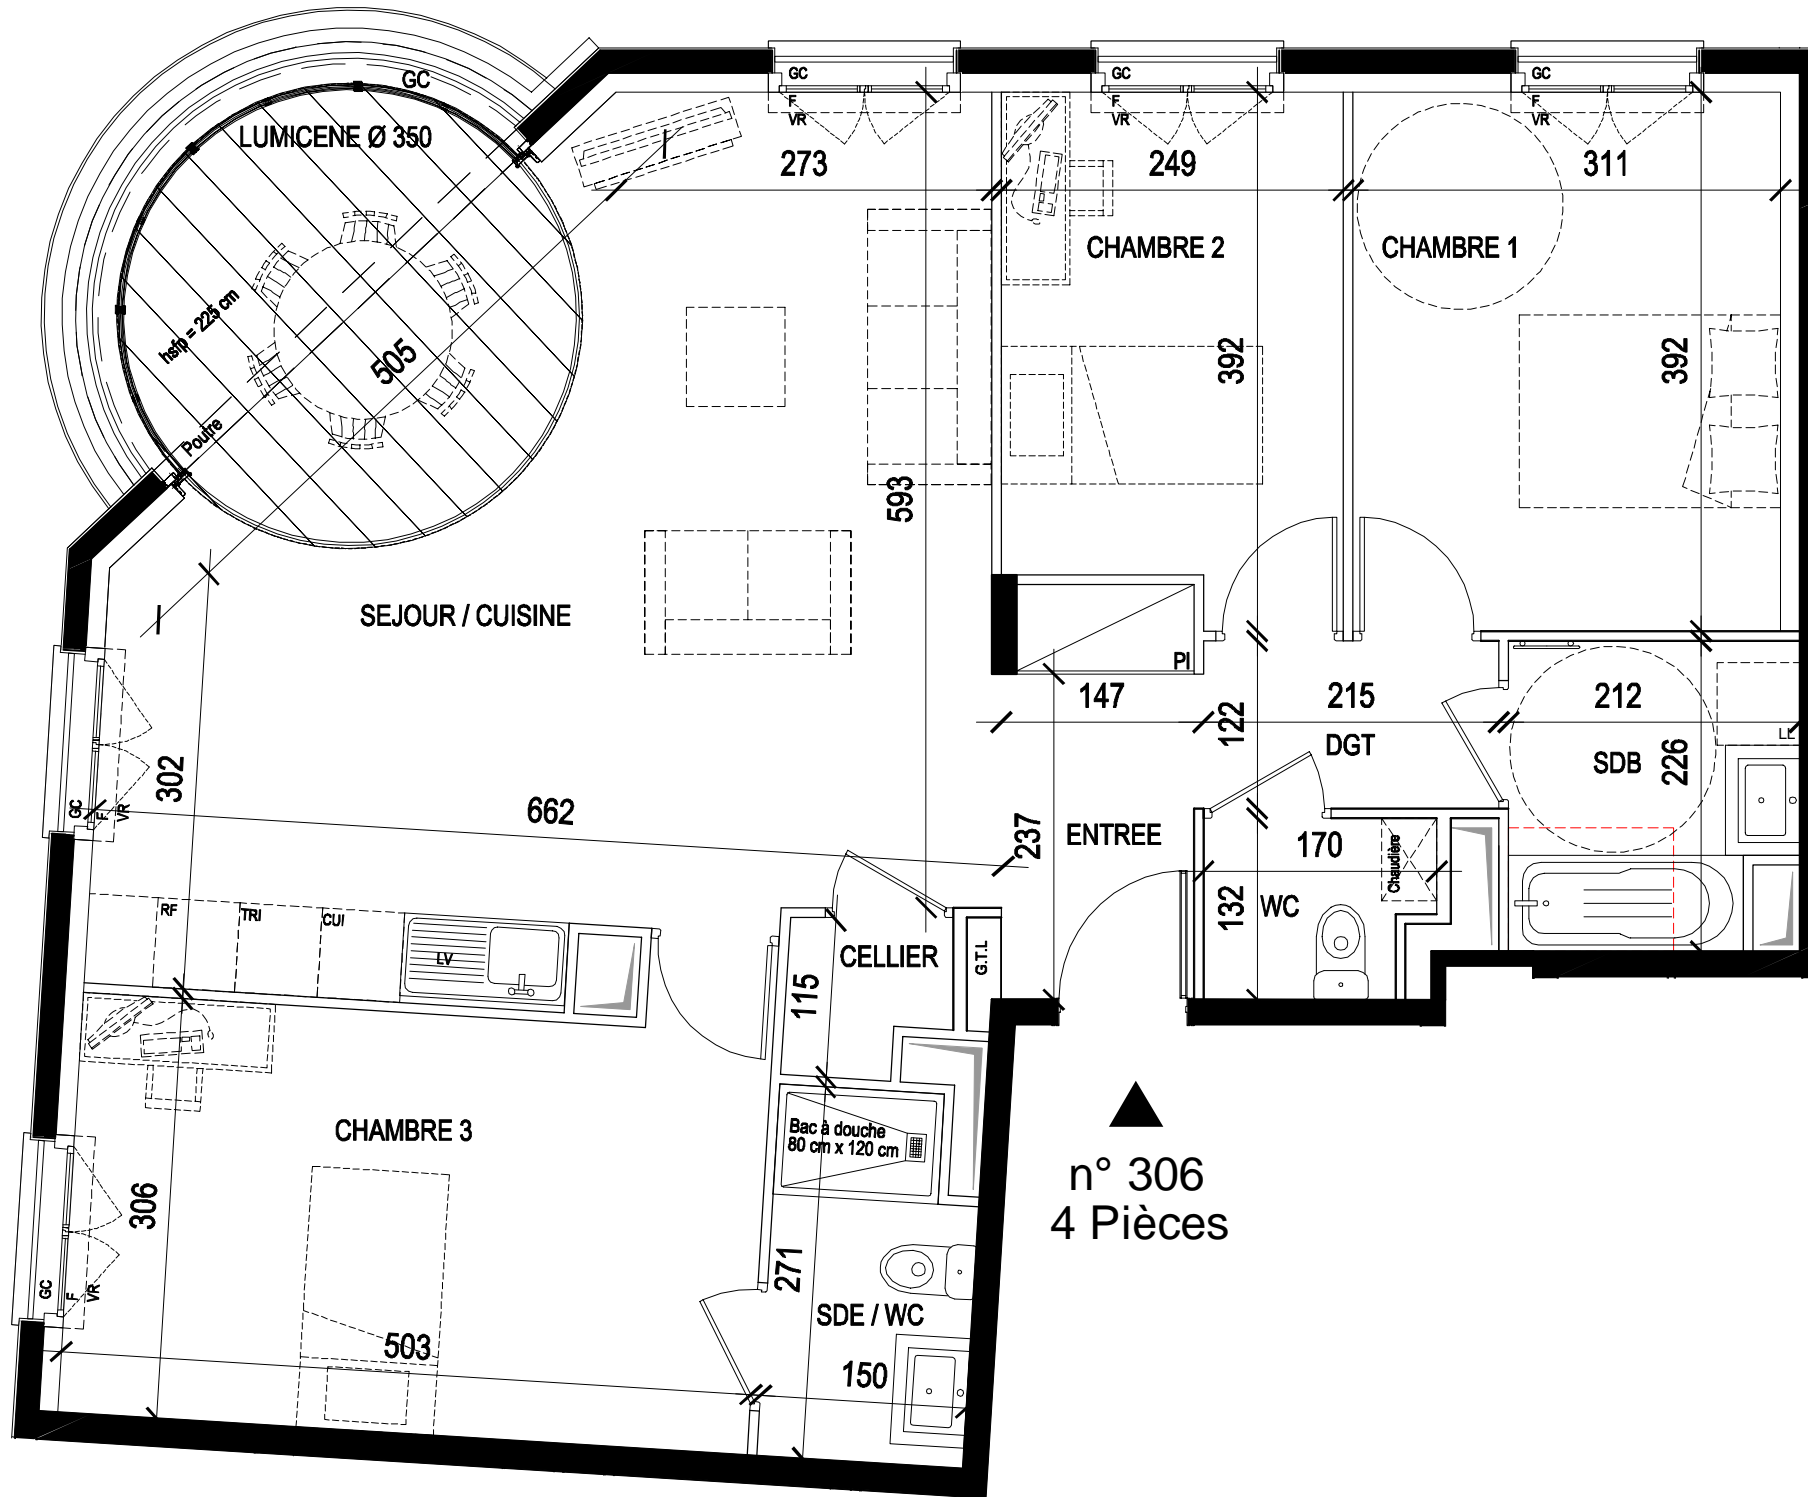 GC
LUMICENE Ø 350
hsfp = 225 cm
505
Poutre
GC
F
VR
273
GC
F
VR
249
GC
F
VR
311
CHAMBRE 2
CHAMBRE 1
392
392
593
SEJOUR / CUISINE
Pl
147
215
212
122
DGT
SDB
226
LL
302
GC
F
VR
662
237
ENTREE
170
Chaudière
132
WC
RF
TRI
CUI
LV
CELLIER
G.T.L
115
CHAMBRE 3
Bac à douche
80 cm x 120 cm
306
GC
F
VR
271
SDE / WC
503
150
n° 306
4 Pièces